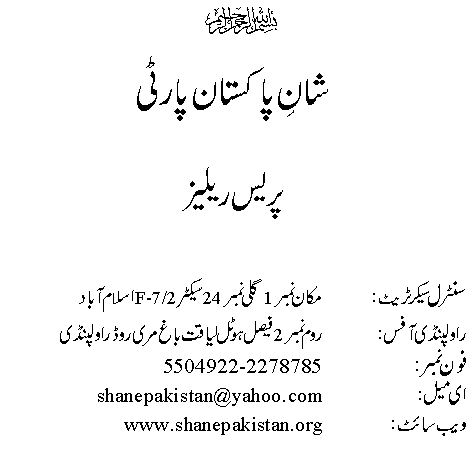 بسم اللہ الرحمن الرحیم
شانِ پاکستان پارٹی
پریس ریلیز
سنٹرل سیکرٹریٹ: مکان نمبر 1 گلی نمبر 24 سیکٹر F-7/2 اسلام آباد
راولپنڈی آفس: روم نمبر 2 فیصل ہوٹل لیاقت باغ مری روڈ راولپنڈی
فون نمبر: 5504922-2278785
ای میل: shanepakistan@yahoo.com
ویب سائٹ: www.shanepakistan.org